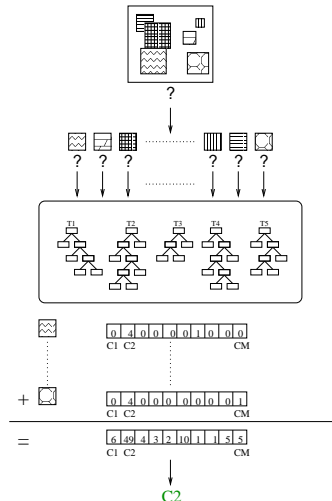 ?
? ? ? ? ? ?
T1 T2 T3 T4 T5
0 4 0 0 0 0 1 0 0 0
C1 C2 CM
+ 0 4 0 0 0 0 0 0 0 1
C1 C2 CM
= 6 49 4 3 2 10 1 1 5 5
C1 C2 CM
C2